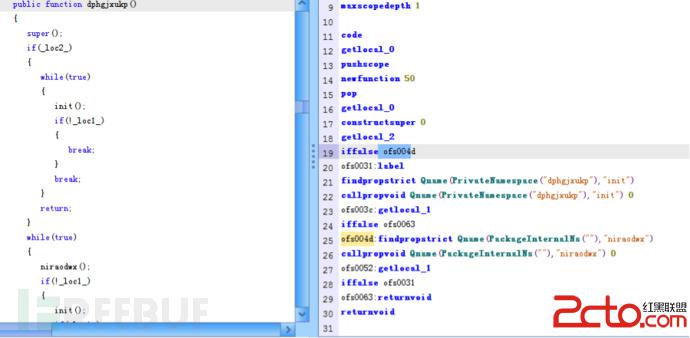 public function dphgjxukp()
{
super();
if(_loc2_)
{
while(true)
{
init();
if(!_loc1_)
{
break;
}
break;
}
return;
}
while(true)
{
niraodwx();
if(!_loc1_)
{
init();
9 maxscopedepth 1
10
11 code
12 getlocal_0
13 pushscope
14 newfunction 50
15 pop
16 getlocal_0
17 constructsuper 0
18 getlocal_2
19 iffalse ofs004d
20 ofs0031:label
21 findpropstrict Qname(PrivateNamespace("dphgjxukp"),"init")
22 callpropvoid Qname(PrivateNamespace("dphgjxukp"),"init") 0
23 ofs003c:getlocal_1
24 iffalse ofs0063
25 ofs004d:findpropstrict Qname(PackageInternalNs(""),"niraodwx")
26 callpropvoid Qname(PackageInternalNs(""),"niraodwx") 0
27 ofs0052:getlocal_1
28 iffalse ofs0031
29 ofs0063:returnvoid
30 returnvoid
31
REEBUF
2cto 红黑联盟
.com